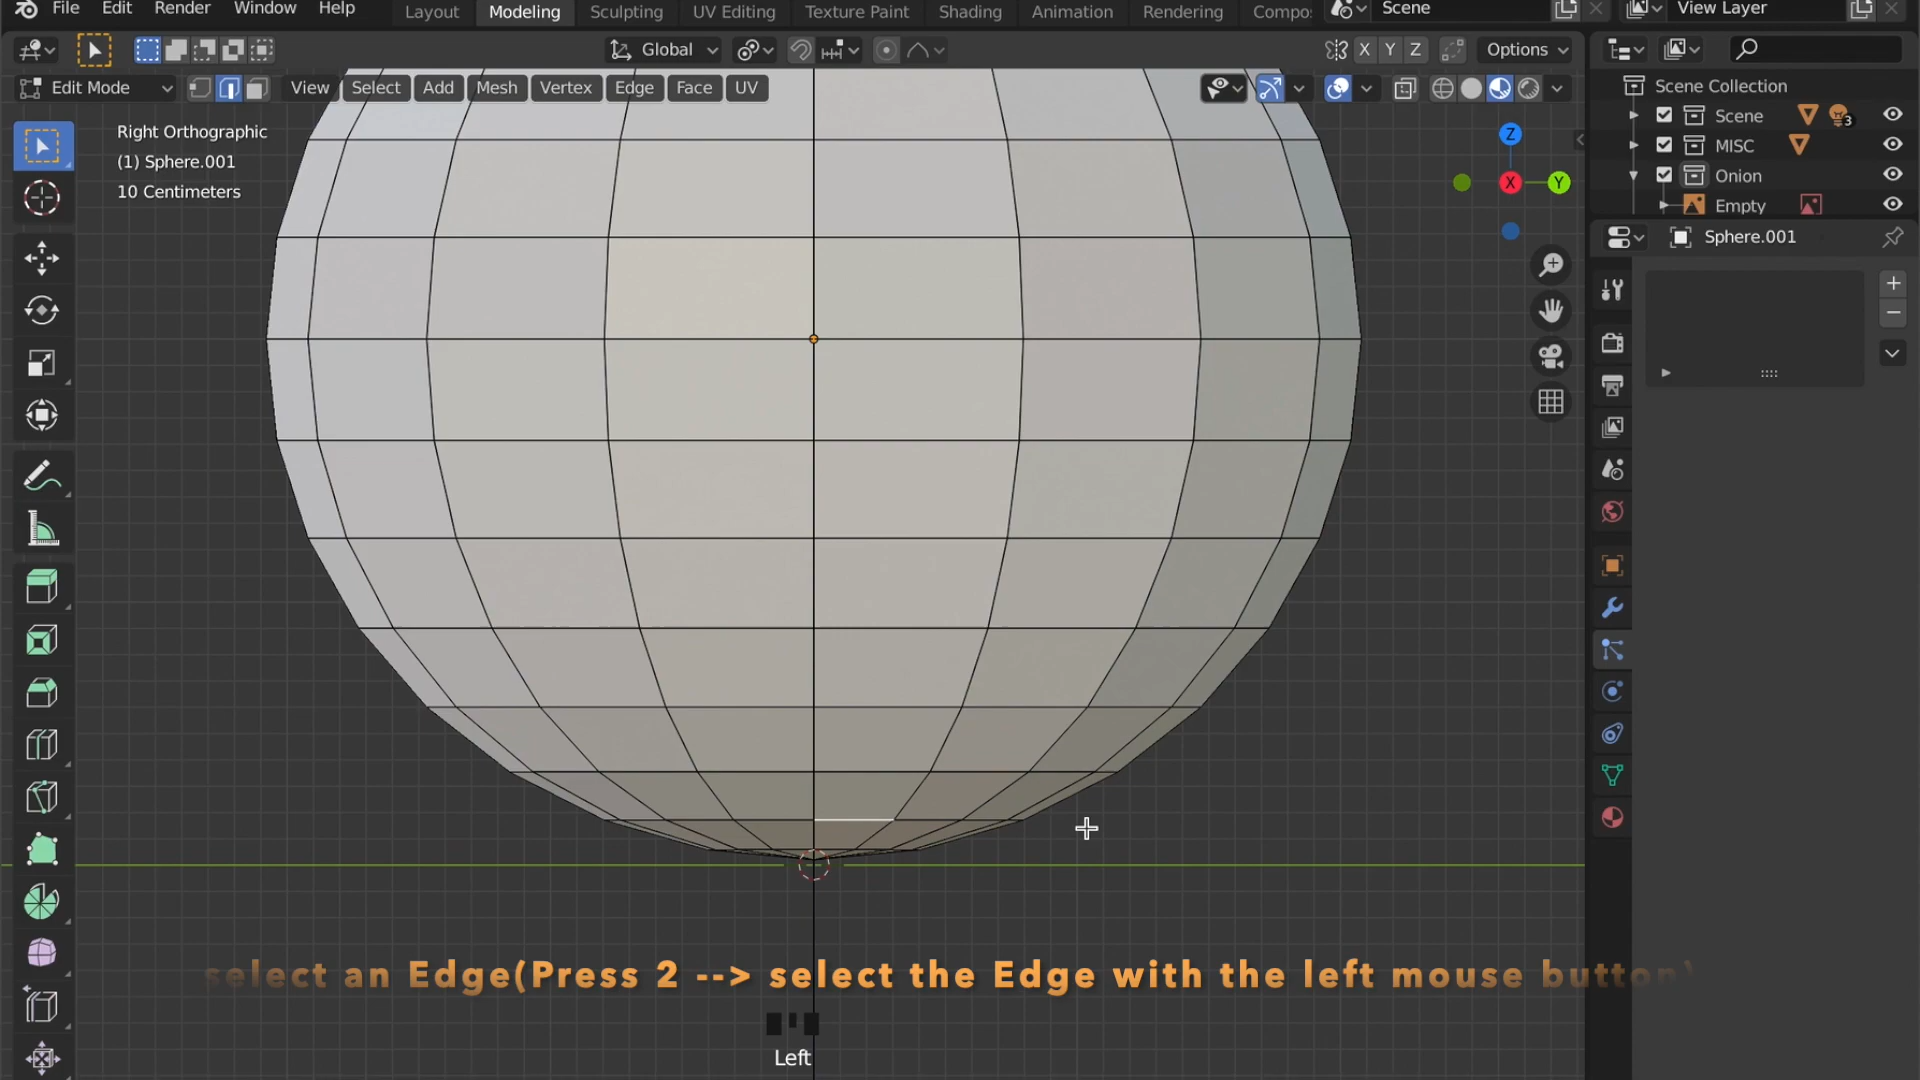 File Edit Render Window Help Layout Modeling Sculpting UV Editing Texture Paint Shading Animation Rendering Compo Scene View Layer
Global X Y Z Options
Edit Mode View Select Add Mesh Vertex Edge Face UV
Scene Collection
Scene 3
MISC
Onion
Empty
Sphere.001
Right Orthographic
(1) Sphere.001
10 Centimeters
Z
X
Y
select an Edge(Press 2 --> select the Edge with the left mouse button)
Left